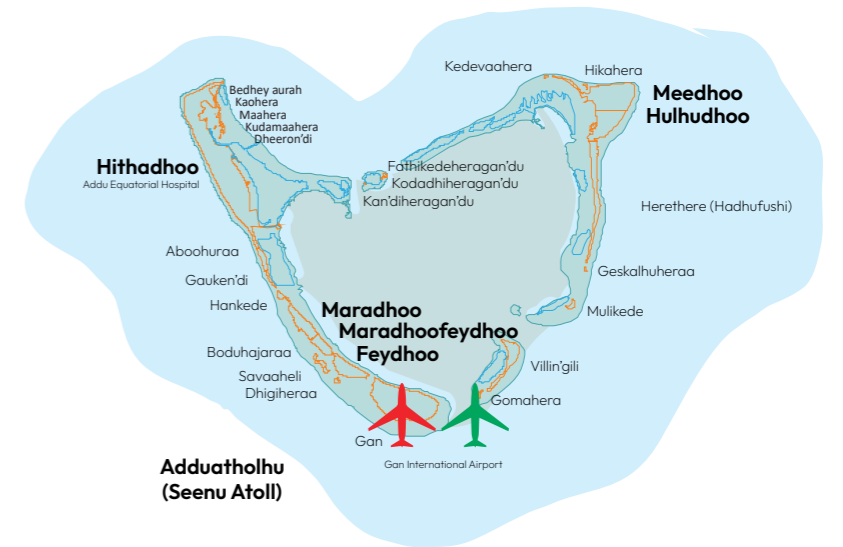 Kedevaahera
Hikahera
Meedhoo
Hulhudhoo
Bedhey aurah
Kaohera
Maahera
Kudamaahera
Dheeron'di
Hithadhoo
Addu Equatorial Hospital
Fathikedeheragan'du
Kodadhiheragan'du
Kan'diheragan'du
Herethere (Hadhufushi)
Aboohuraa
Gauken'di
Hankede
Geskalhuheraa
Mulikede
Maradhoo
Maradhoofeydhoo
Feydhoo
Boduhajaraa
Savaaheli
Dhigiheraa
Villin'gili
Gomahera
Gan
Gan International Airport
Adduatholhu
(Seenu Atoll)